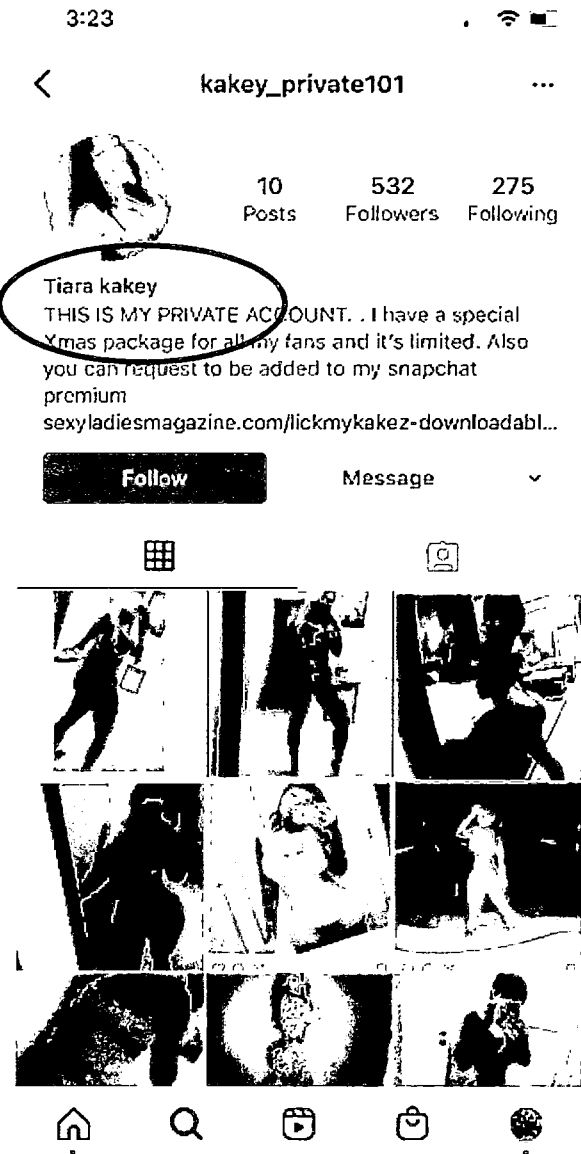 3:23
kakey_private101
10 532 275
Posts Followers Following
Tiara kakey
THIS IS MY PRIVATE ACCOUNT. . I have a special
Xmas package for all my fans and it's limited. Also
you can request to be added to my snapchat
premium
sexyladiesmagazine.com/lickmykakez-downloadabl...
Follow Message